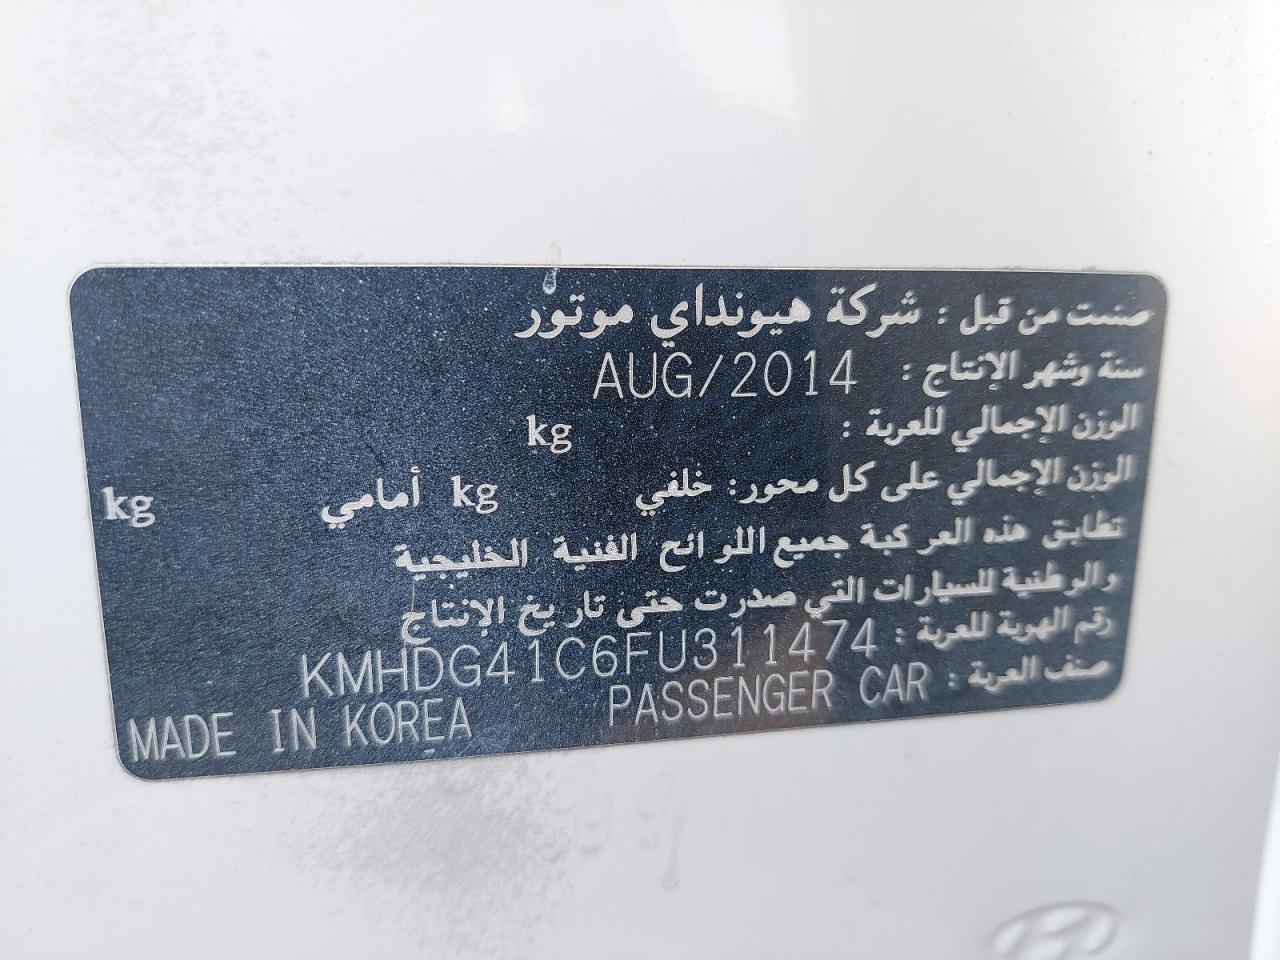 صنعت من قبل : شركة هيونداي موتور
سنة وشهر الإنتاج : AUG/2014
الوزن الإجمالي للعربة : kg
الوزن الإجمالي على كل محور: خلفي kg أمامي kg
تطابق هذه العركبة جميع اللوائح الفنية الخليجية
والوطنية للسيارات التي صدرت حتى تاريخ الإنتاج
رقم الهوية للعربة : KMHDG41C6FU311474
صنف العربة : PASSENGER CAR MADE IN KOREA